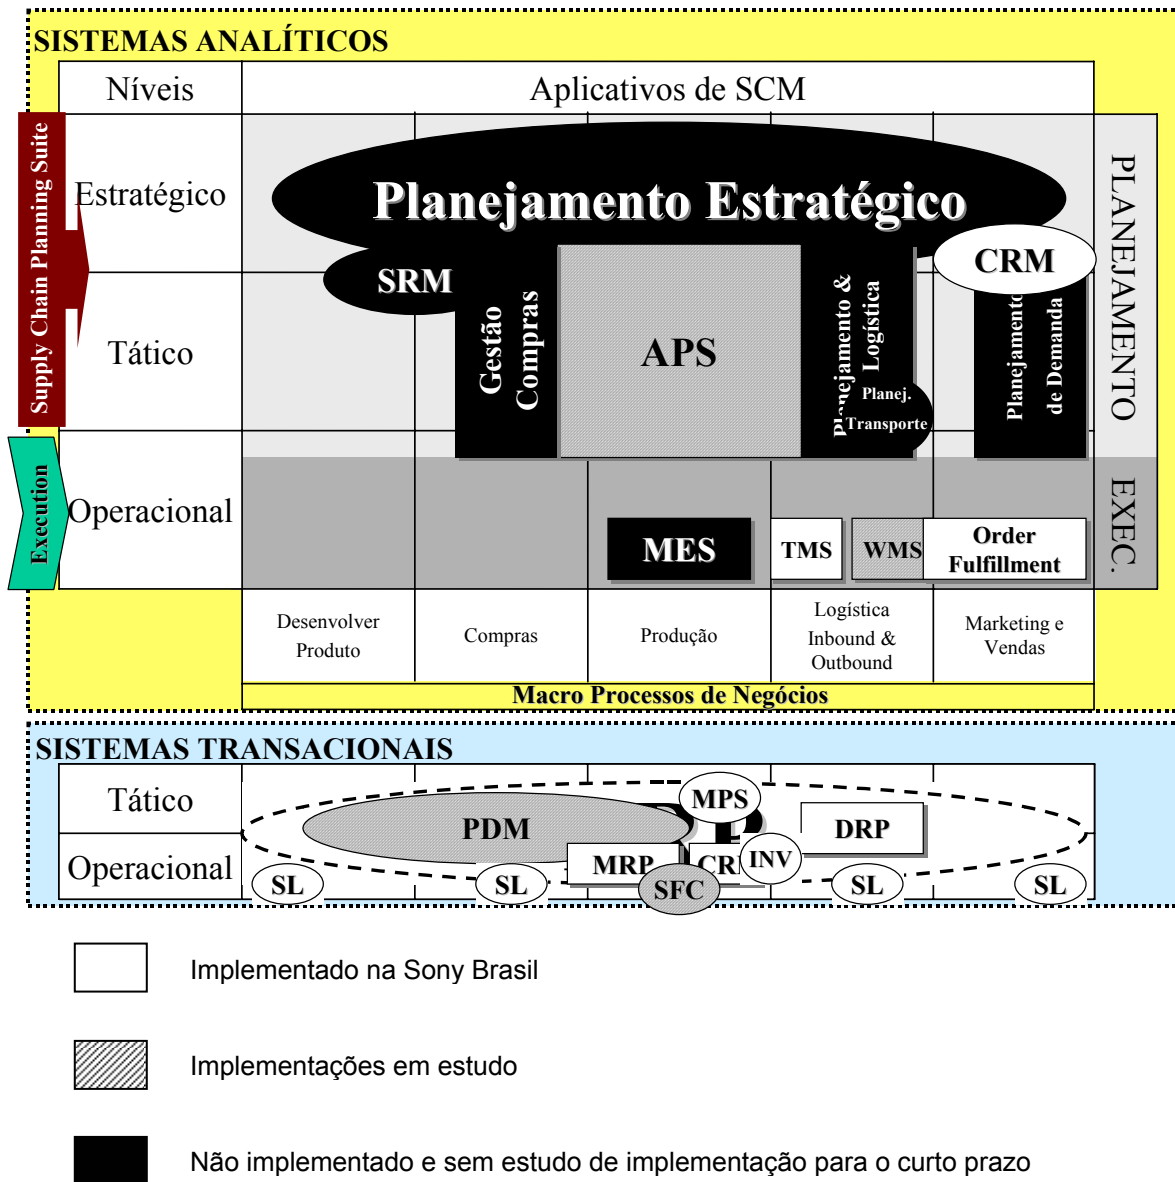 SISTEMAS ANALÍTICOS
Níveis
Aplicativos de SCM
Supply Chain Planning Suite
Estratégico
Planejamento Estratégico
PLANEJAMENTO
SRM
CRM
Tático
Gestão
Compras
APS
Planejamento &
Logística
Planej.
Transporte
Planejamento
de Demanda
Execution
Operacional
MES
TMS
WMS
Order
Fulfillment
EXEC.
Desenvolver
Produto
Compras
Produção
Logística
Inbound &
Outbound
Marketing e
Vendas
Macro Processos de Negócios
SISTEMAS TRANSACIONAIS
Tático
MPS
PDM
DRP
Operacional
MRP
INV
SL
SL
SFC
SL
SL
Implementado na Sony Brasil
Implementações em estudo
Não implementado e sem estudo de implementação para o curto prazo